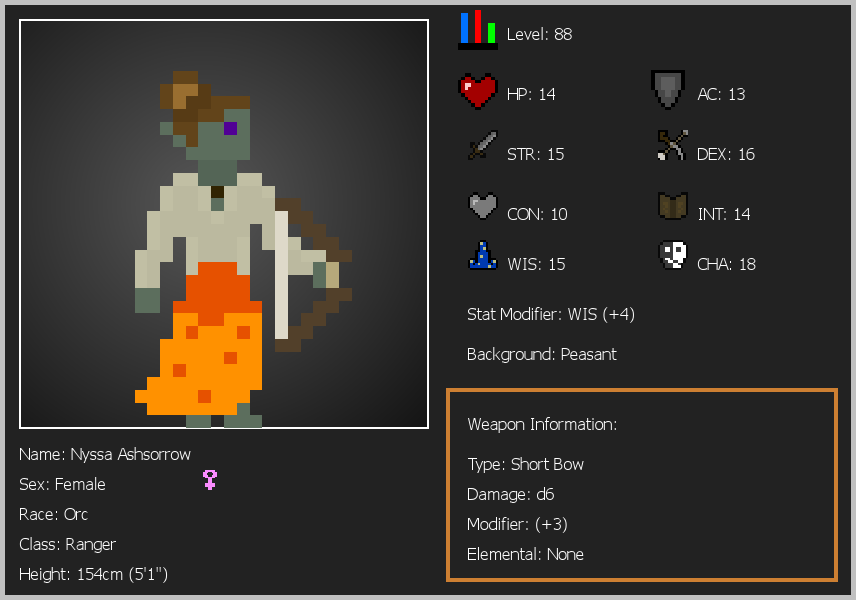 Level: 88
HP: 14
AC: 13
STR: 15
DEX: 16
CON: 10
INT: 14
WIS: 15
CHA: 18
Stat Modifier: WIS (+4)
Background: Peasant
Weapon Information:
Type: Short Bow
Damage: d6
Modifier: (+3)
Elemental: None
Name: Nyssa Ashsorrow
Sex: Female
Race: Orc
Class: Ranger
Height: 154cm (5'1")